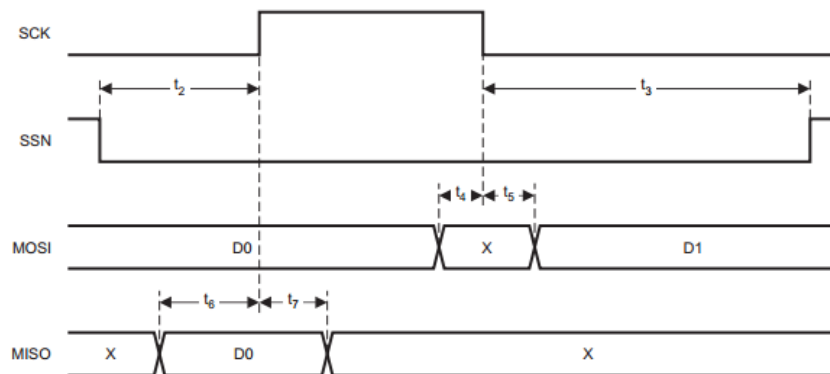 SCK
t2 t3
SSN
t4 t5
MOSI D0 X D1
t6 t7
MISO X D0 X